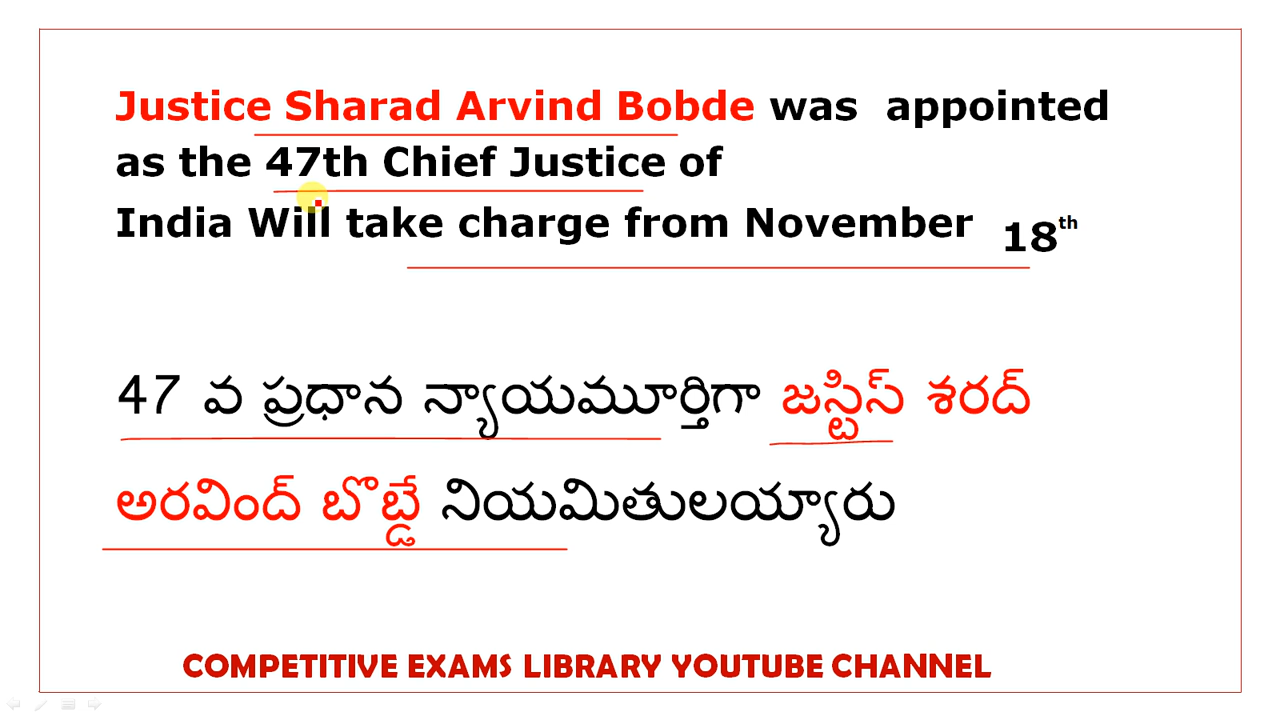 Justice Sharad Arvind Bobde was appointed
as the 47th Chief Justice of
India Will take charge from November 18th
47 వ ప్రధాన న్యాయమూర్తిగా జస్టిస్ శరద్
అరవింద్ బొబ్డే నియమితులయ్యారు
COMPETITIVE EXAMS LIBRARY YOUTUBE CHANNEL